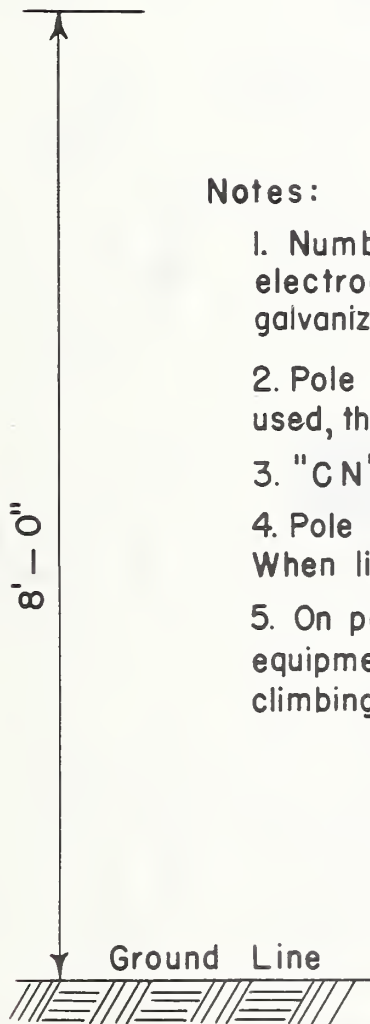 Notes:
1. Numb
electro
galvaniz
2. Pole
used, th
3. "CN"
4. Pole
When li
5. On p
equipme
climbing
8'-0"
Ground Line